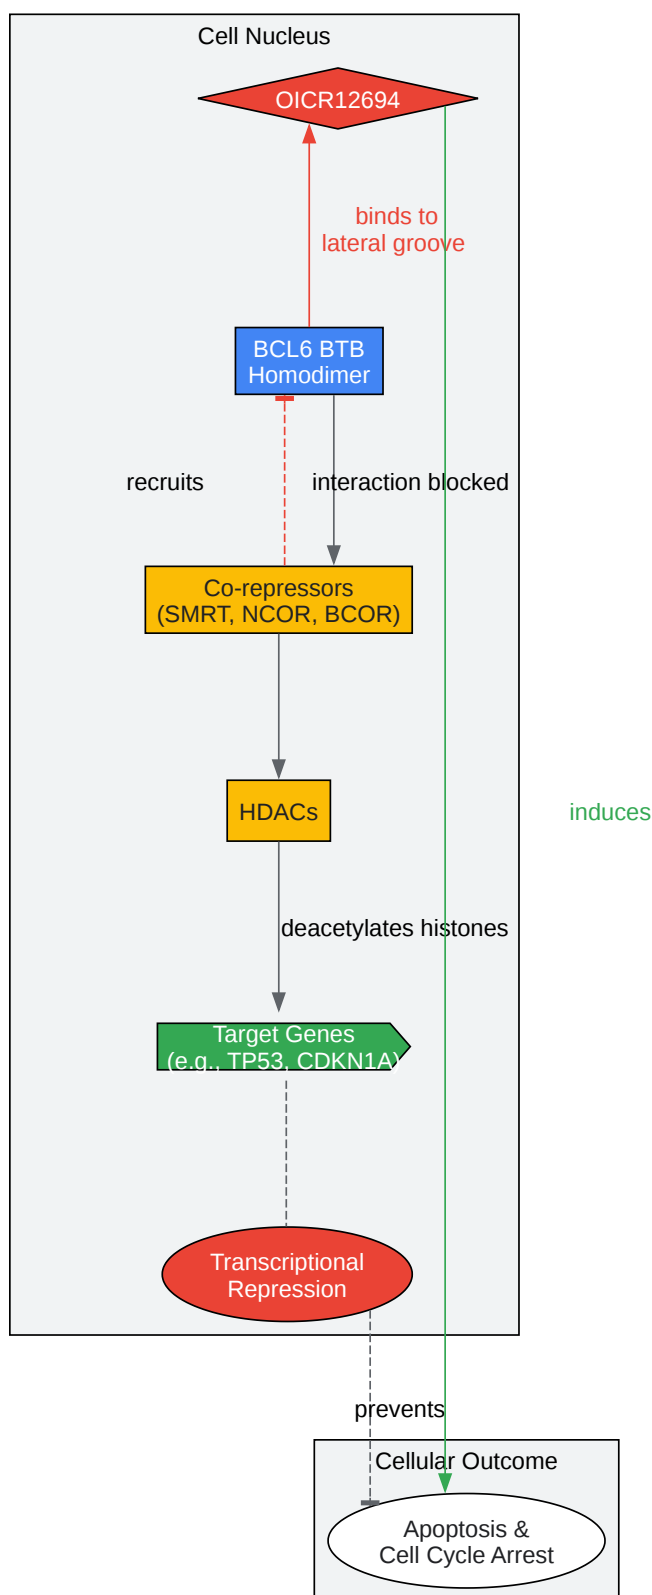 Cell Nucleus
OICR12694
binds to
lateral groove
BCL6 BTB
Homodimer
recruits
interaction blocked
Co-repressors
(SMRT, NCOR, BCOR)
HDACs
induces
deacetylates histones
Target Genes
(e.g., TP53, CDKN1A)
Transcriptional
Repression
prevents
Cellular Outcome
Apoptosis &
Cell Cycle Arrest